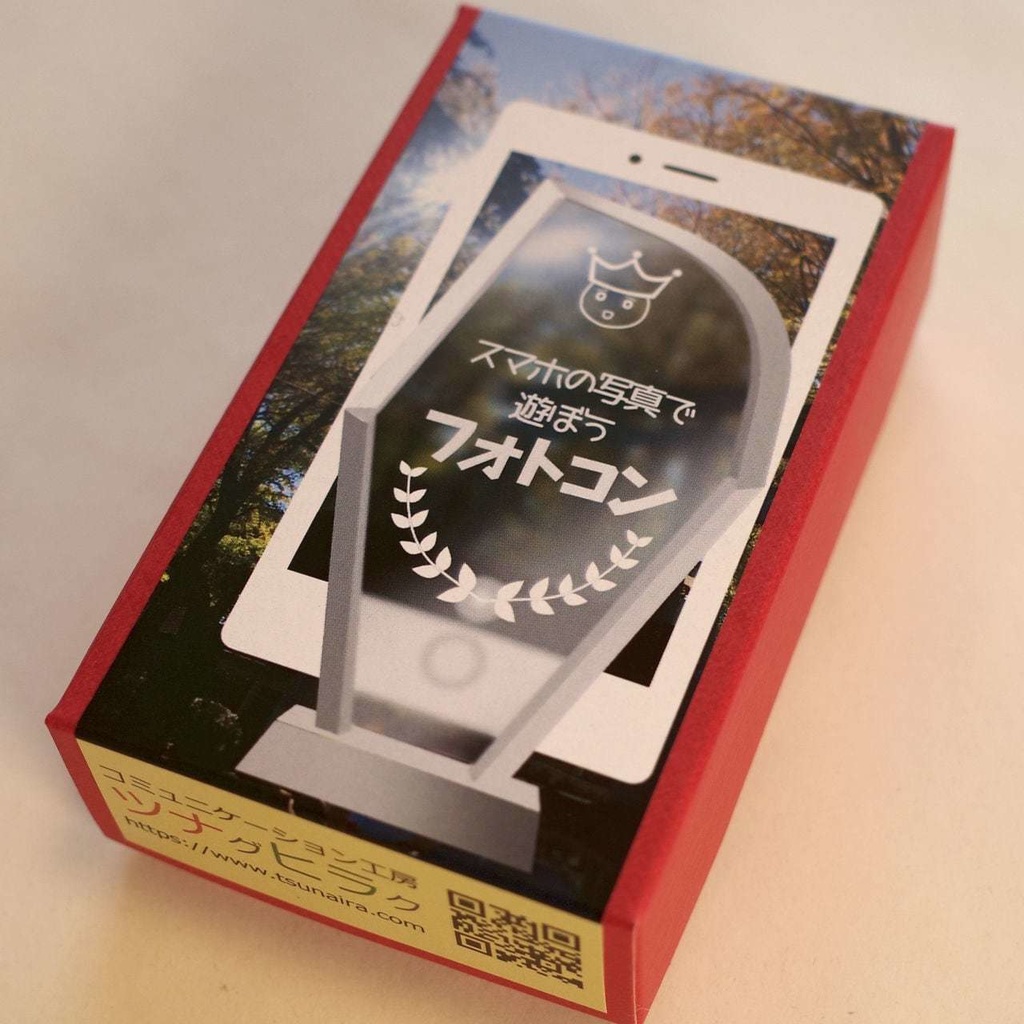 スマホの写真で
遊ぼう
フォトコン
コミュニケーション工房
ツナグヒラク
https://www.tsunaira.com